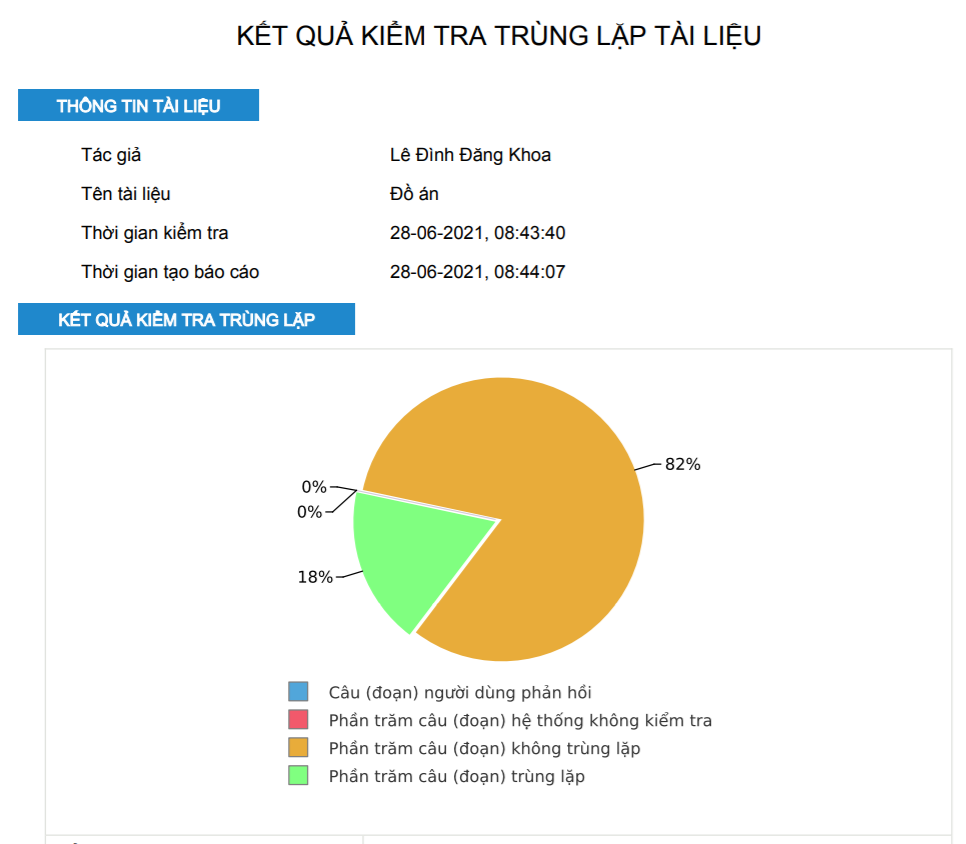 KẾT QUẢ KIỂM TRA TRÙNG LẶP TÀI LIỆU
THÔNG TIN TÀI LIỆU
Tác giả Lê Đình Đăng Khoa
Tên tài liệu Đồ án
Thời gian kiểm tra 28-06-2021, 08:43:40
Thời gian tạo báo cáo 28-06-2021, 08:44:07
KẾT QUẢ KIỂM TRA TRÙNG LẶP
82%
0%
0%
18%
Câu (đoạn) người dùng phản hồi
Phần trăm câu (đoạn) hệ thống không kiểm tra
Phần trăm câu (đoạn) không trùng lặp
Phần trăm câu (đoạn) trùng lặp